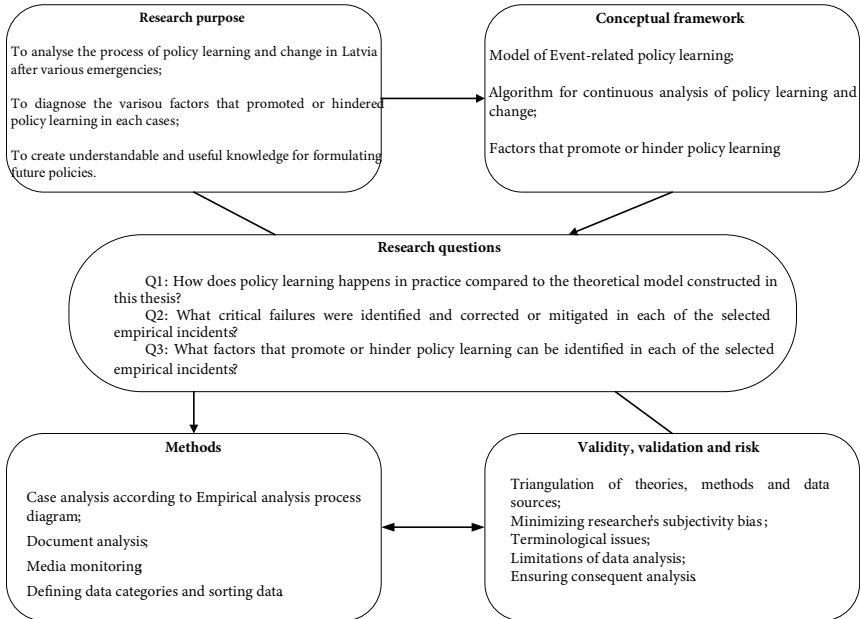 Research purpose
To analyse the process of policy learning and change in Latvia
after various emergencies;
To diagnose the varisou factors that promoted or hindered
policy learning in each cases;
To create understandable and useful knowledge for formulating
future policies.
Conceptual framework
Model of Event-related policy learning;
Algorithm for continuous analysis of policy learning and
change;
Factors that promote or hinder policy learning
Research questions
Q1: How does policy learning happens in practice compared to the theoretical model constructed in
this thesis?
Q2: What critical failures were identified and corrected or mitigated in each of the selected
empirical incidents?
Q3: What factors that promote or hinder policy learning can be identified in each of the selected
empirical incidents?
Methods
Case analysis according to Empirical analysis process
diagram;
Document analysis;
Media monitoring;
Defining data categories and sorting data.
Validity, validation and risk
Triangulation of theories, methods and data
sources;
Minimizing researcher's subjectivity bias;
Terminological issues;
Limitations of data analysis;
Ensuring consequent analysis.